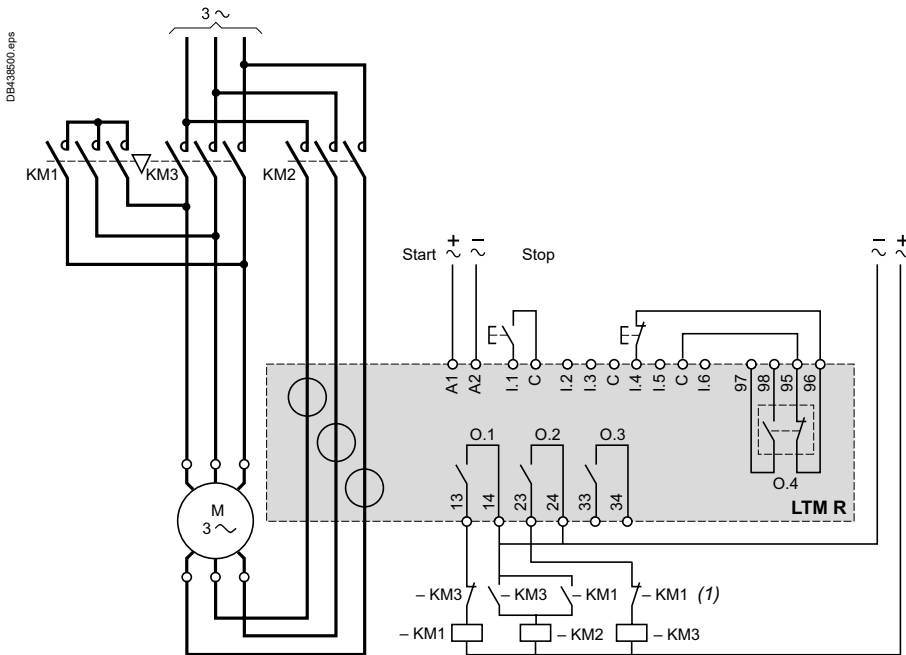 DB438500.eps
3 ~
KM1
KM3
KM2
Start
+
~
−
~
Stop
−
~
+
~
A1
A2
I.1
C
I.2
I.3
C
I.4
I.5
C
I.6
97
98
95
96
O.1
O.2
O.3
O.4
13
14
23
24
33
34
LTM R
M
3 ~
– KM3
– KM3
– KM1
– KM1 (1)
– KM1
– KM2
– KM3